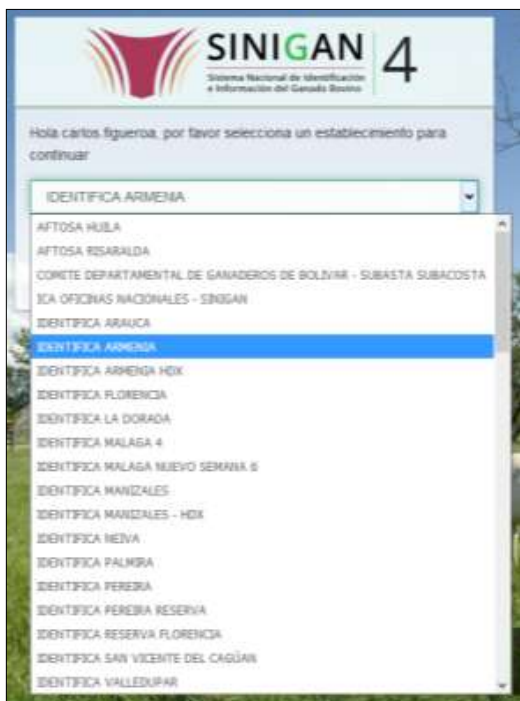 SINIGAN 4
Sistema Nacional de Identificación
e Información del Ganado Bovino
Hola carlos figueroa, por favor selecciona un establecimiento para
continuar
IDENTIFICA ARMENIA
AFTOSA HUILA
AFTOSA RISARALDA
COMITE DEPARTAMENTAL DE GANADEROS DE BOLIVAR - SUBASTA SUBACOSTA
ICA OFICINAS NACIONALES - SINIGAN
IDENTIFICA ARAUCA
IDENTIFICA ARMENIA
IDENTIFICA ARMENIA HDX
IDENTIFICA FLORENCIA
IDENTIFICA LA DORADA
IDENTIFICA MALAGA 4
IDENTIFICA MALAGA NUEVO SEMANA 6
IDENTIFICA MANIZALES
IDENTIFICA MANIZALES - HDX
IDENTIFICA NEIVA
IDENTIFICA PALMIRA
IDENTIFICA PEREIRA
IDENTIFICA PEREIRA RESERVA
IDENTIFICA RESERVA FLORENCIA
IDENTIFICA SAN VICENTE DEL CAGÜAN
IDENTIFICA VALLEDUPAR